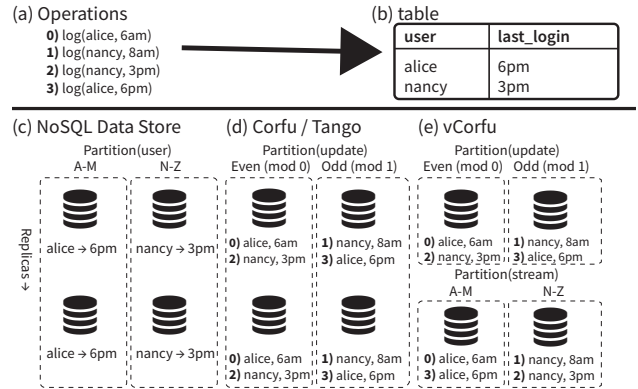 (a) Operations
0) log(alice, 6am)
1) log(nancy, 8am)
2) log(nancy, 3pm)
3) log(alice, 6pm)
(b) table
user last_login
alice 6pm
nancy 3pm
(c) NoSQL Data Store
Partition(user)
A-M N-Z
Replicas →
alice → 6pm nancy → 3pm
alice → 6pm nancy → 3pm
(d) Corfu / Tango
Partition(update)
Even (mod 0) Odd (mod 1)
0) alice, 6am 1) nancy, 8am
2) nancy, 3pm 3) alice, 6pm
0) alice, 6am 1) nancy, 8am
2) nancy, 3pm 3) alice, 6pm
(e) vCorfu
Partition(update)
Even (mod 0) Odd (mod 1)
0) alice, 6am 1) nancy, 8am
2) nancy, 3pm 3) alice, 6pm
Partition(stream)
A-M N-Z
0) alice, 6am 1) nancy, 8am
3) alice, 6pm 2) nancy, 3pm